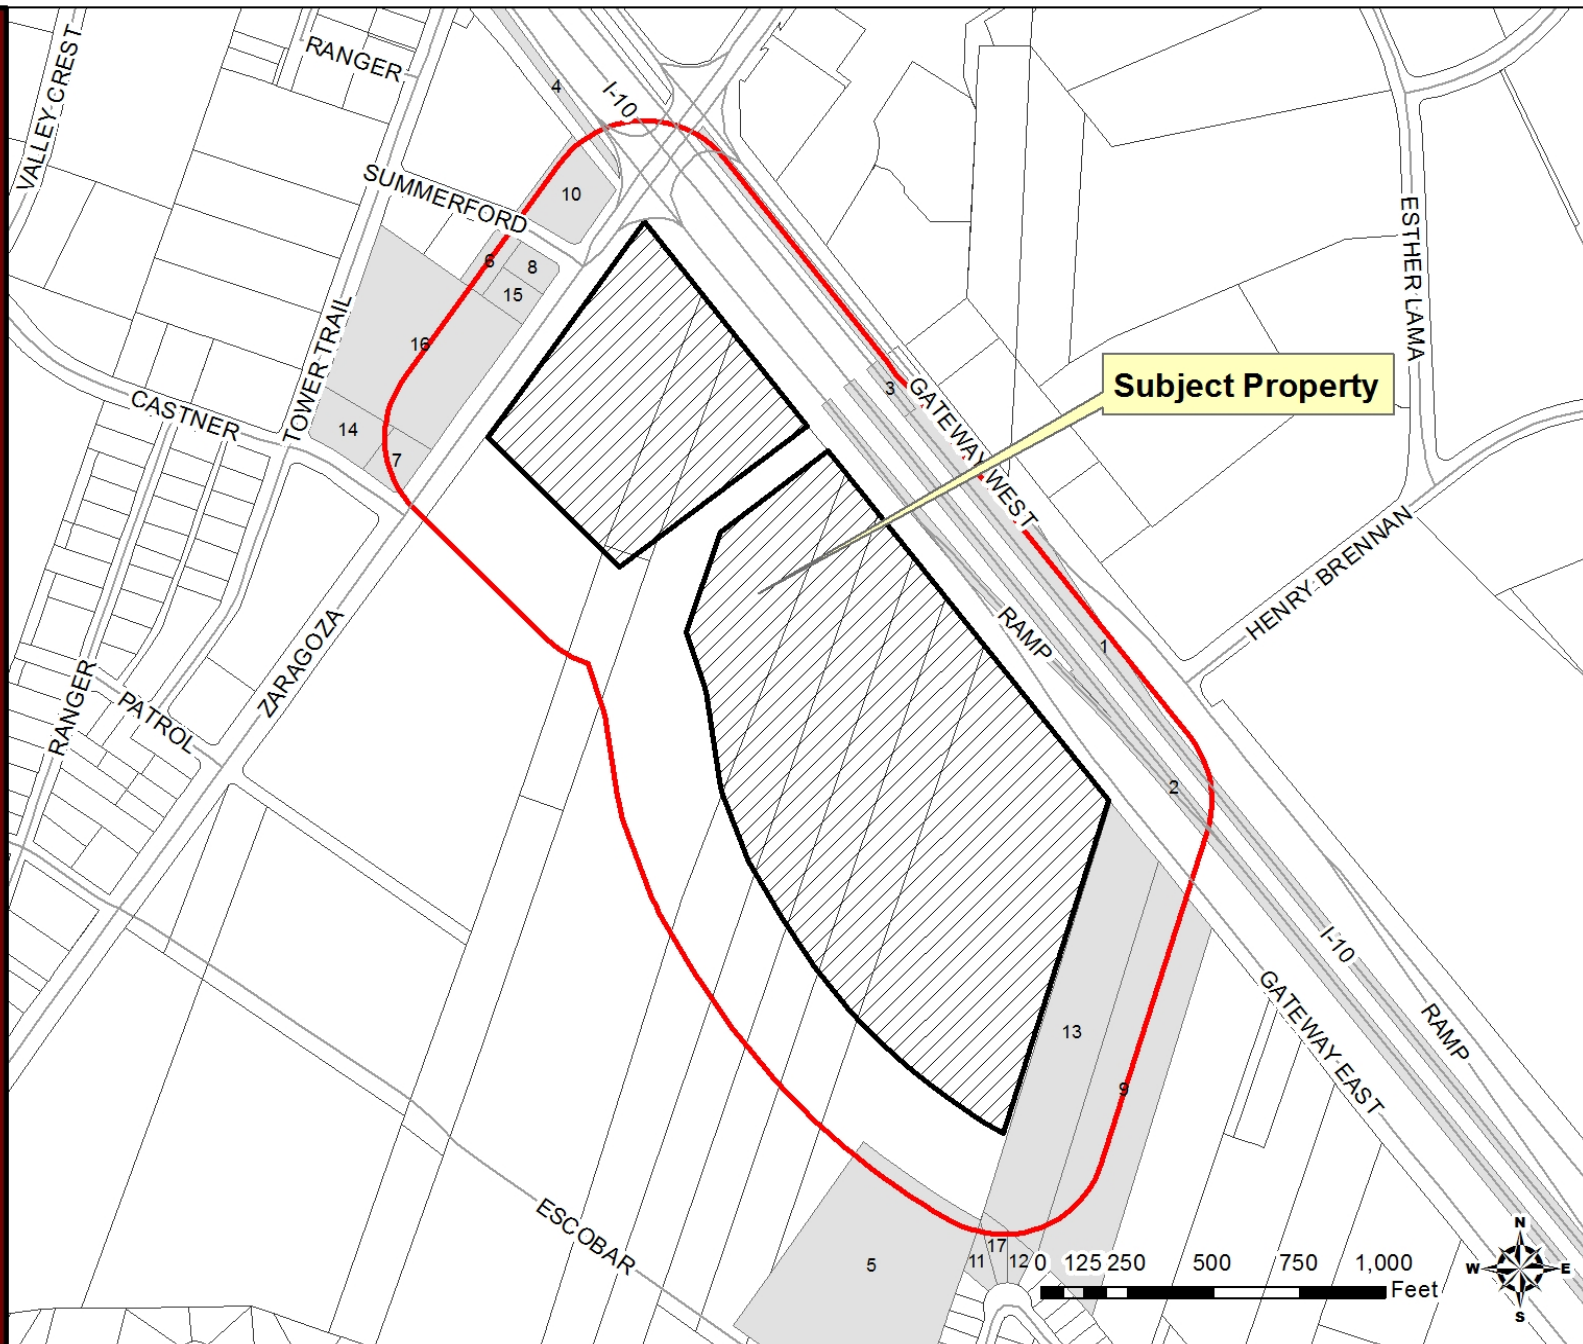 RANGER
VALLEY CREST
4
I-10
SUMMERFORD
10
6
8
15
ESTHER LAMA
16
TOWER TRAIL
CASTNER
14
7
3
GATEWAY WEST
Subject Property
HENRY BRENNAN
RAMP
1
ZARAGOZA
RANGER
PATROL
2
I-10
RAMP
GATEWAY EAST
13
9
ESCOBAR
5
17
11
12
0 125 250 500 750 1,000
Feet
N
W
E
S